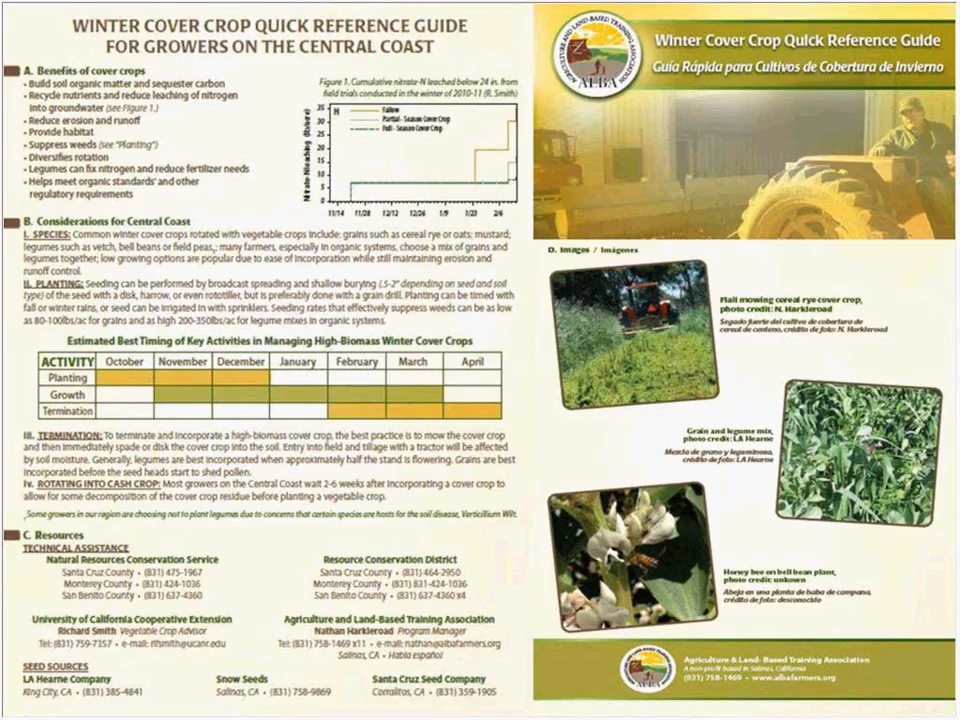 WINTER COVER CROP QUICK REFERENCE GUIDE
FOR GROWERS ON THE CENTRAL COAST
A. Benefits of cover crops
• Build soil organic matter and sequester carbon
• Recycle nutrients and reduce leaching of nitrogen
into groundwater (see Figure 1.)
• Reduce erosion and runoff
• Provide habitat
• Suppress weeds (see "Planting")
• Diversifies rotation
• Legumes can fix nitrogen and reduce fertilizer needs
• Helps meet organic standards' and other
regulatory requirements
Figure 1. Cumulative nitrate-N leached below 24 in. from
field trials conducted in the winter of 2010-11 (R. Smith)
35
30
25
20
15
10
5
0
H
Fallow
Partial - Season Cover Crop
Full - Season Cover Crop
11/14 11/28 12/12 12/26 1/9 1/23 2/6
B. Considerations for Central Coast
I. SPECIES: Common winter cover crops rotated with vegetable crops include: grains such as cereal rye or oats; mustard;
legumes such as vetch, bell beans or field peas,; many farmers, especially in organic systems, choose a mix of grains and
legumes together; low growing options are popular due to ease of incorporation while still maintaining erosion and
runoff control.
II. PLANTING: Seeding can be performed by broadcast spreading and shallow burying (.5-2" depending on seed and soil
type) of the seed with a disk, harrow, or even rototiller, but is preferably done with a grain drill. Planting can be timed with
fall or winter rains, or seed can be irrigated in with sprinklers. Seeding rates that effectively suppress weeds can be as low
as 80-100lbs/ac for grains and as high 200-350lbs/ac for legume mixes in organic systems.
Estimated Best Timing of Key Activities in Managing High-Biomass Winter Cover Crops
ACTIVITY October November December January February March April
Planting
Growth
Termination
iii. TERMINATION: To terminate and incorporate a high-biomass cover crop, the best practice is to mow the cover crop
and then immediately spade or disk the cover crop into the soil. Entry into field and tillage with a tractor will be affected
by soil moisture. Generally, legumes are best incorporated when approximately half the stand is flowering. Grains are best
incorporated before the seed heads start to shed pollen.
iv. ROTATING INTO CASH CROP: Most growers on the Central Coast wait 2-6 weeks after incorporating a cover crop to
allow for some decomposition of the cover crop residue before planting a vegetable crop.
Some growers in our region are choosing not to plant legumes due to concerns that certain species are hosts for the soil disease, Verticillium Wilt.
C. Resources
TECHNICAL ASSISTANCE
Natural Resources Conservation Service
Santa Cruz County • (831) 475-1967
Monterey County • (831) 424-1036
San Benito County • (831) 637-4360
Resource Conservation District
Santa Cruz County • (831) 464-2950
Monterey County • (831) 831-424-1036
San Benito County • (831) 637-4360 x4
University of California Cooperative Extension
Richard Smith Vegetable Crop Advisor
Tel: (831) 759-7357 • e-mail: rifsmith@ucanr.edu
Agriculture and Land-Based Training Association
Nathan Harkleroad Program Manager
Tel: (831) 758-1469 x11 • e-mail: nathan@albafarmers.org
Salinas, CA • Habla español
SEED SOURCES
LA Hearne Company
King City, CA • (831) 385-4841
Snow Seeds
Salinas, CA • (831) 758-9869
Santa Cruz Seed Company
Corralitos, CA • (831) 359-1905
AGRICULTURE AND LAND-BASED TRAINING ASSOCIATION
ALBA
Winter Cover Crop Quick Reference Guide
Guía Rápida para Cultivos de Cobertura de Invierno
D. Images / Imágenes
Flail mowing cereal rye cover crop,
photo credit: N. Harkleroad
Segado fuerte del cultivo de cobertura de
cereal de centeno, crédito de foto: N. Harkleroad
Grain and legume mix,
photo credit: LA Hearne
Mezcla de grano y leguminosa,
crédito de foto: LA Hearne
Honey bee on bell bean plant,
photo credit: unkown
Abeja en una planta de haba de campana,
crédito de foto: desconocido
ALBA
Agriculture & Land- Based Training Association
A non-profit based in Salinas, California
(831) 758-1469 • www.albafarmers.org